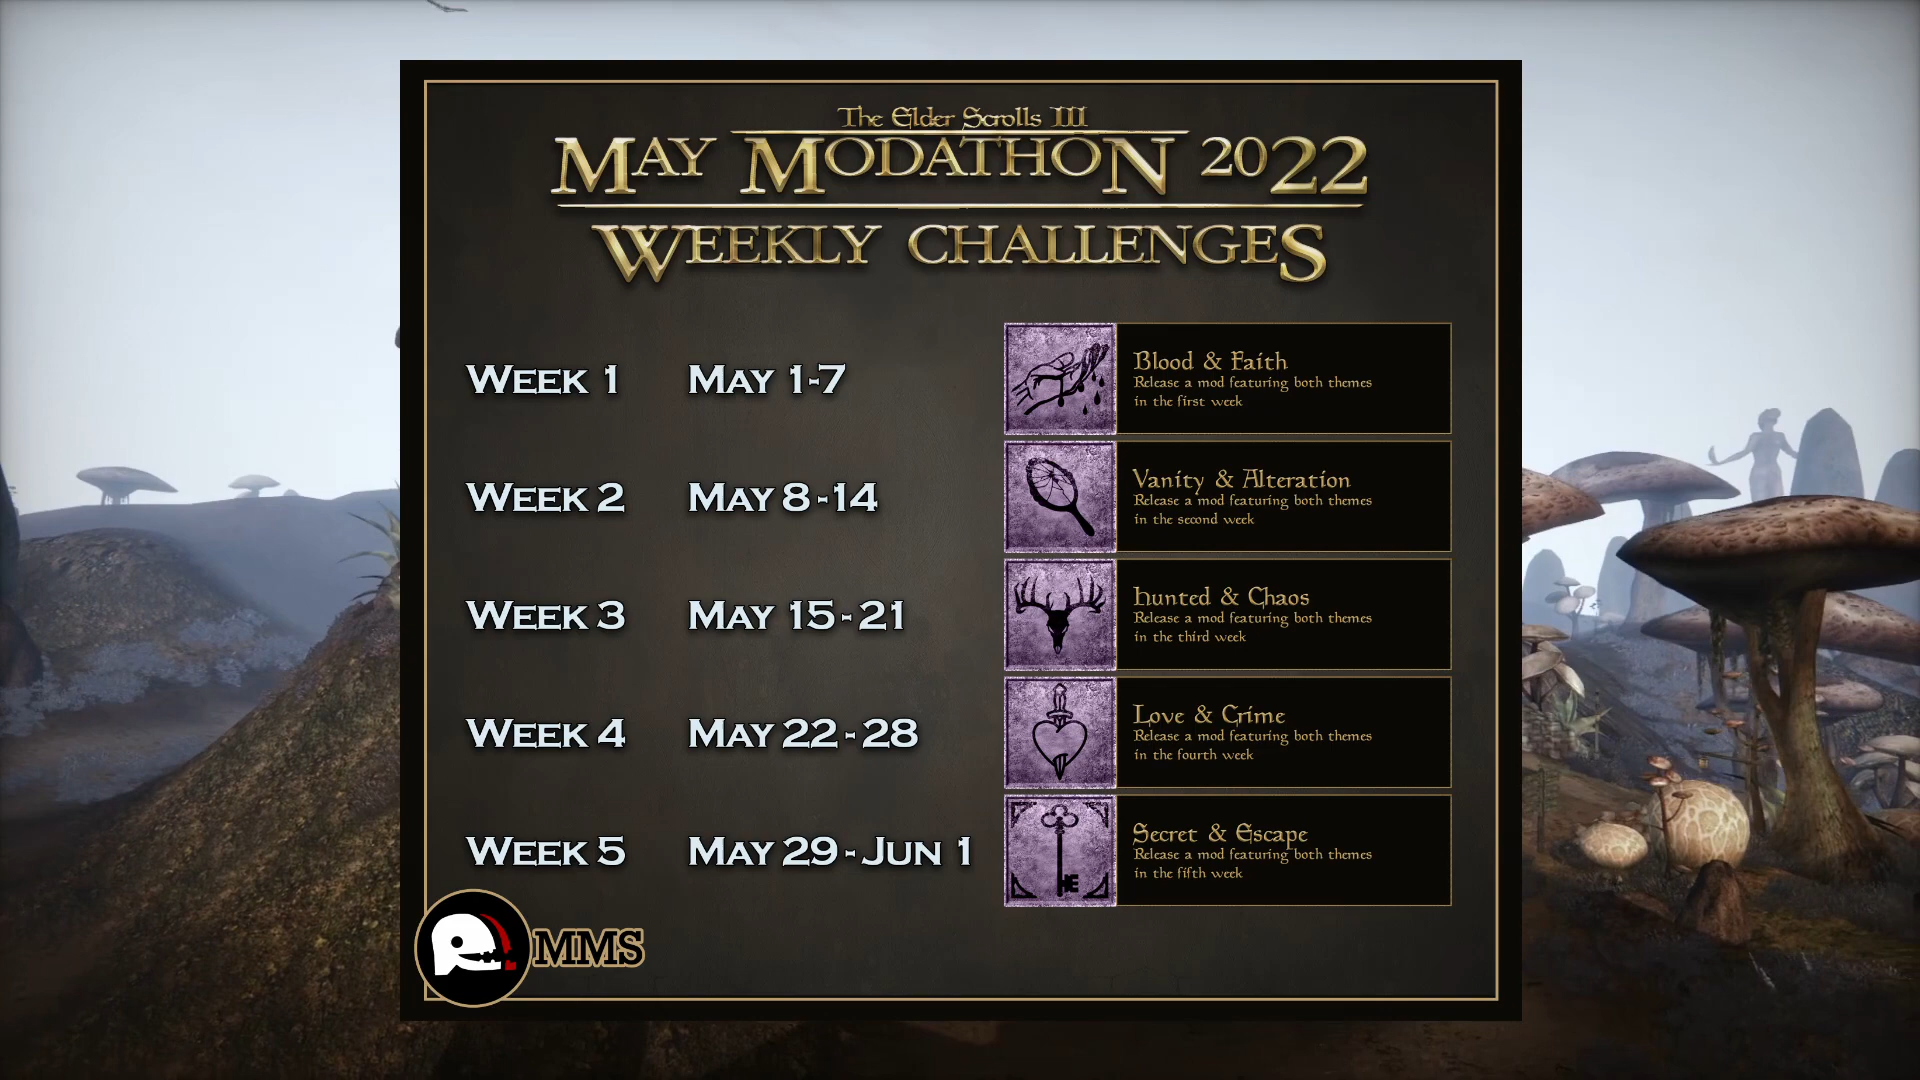 The Elder Scrolls III
May Modathon 2022
Weekly Challenges
Week 1 May 1-7
Blood & Faith
Release a mod featuring both themes
in the first week
Week 2 May 8-14
Vanity & Alteration
Release a mod featuring both themes
in the second week
Week 3 May 15-21
Hunted & Chaos
Release a mod featuring both themes
in the third week
Week 4 May 22-28
Love & Crime
Release a mod featuring both themes
in the fourth week
Week 5 May 29-Jun 1
Secret & Escape
Release a mod featuring both themes
in the fifth week
MMS